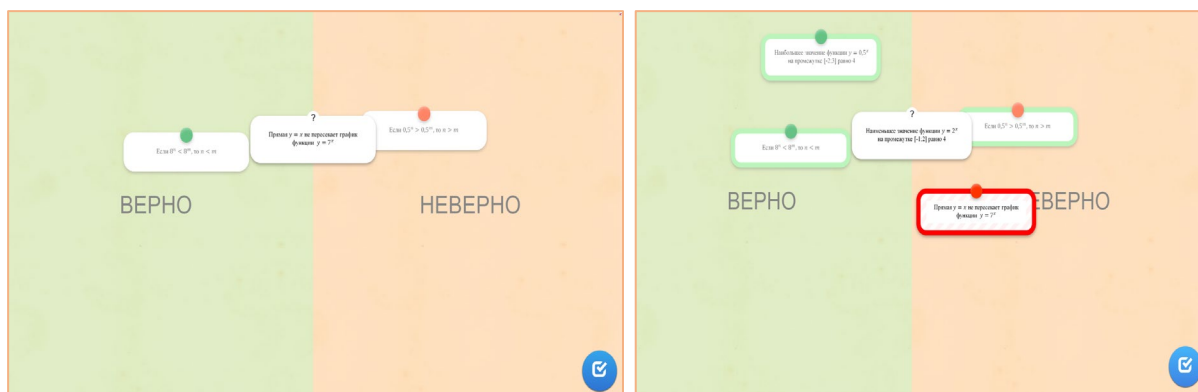 ?
Прямая y = x не пересекает график
функции y = 7ˣ
Если 0,5ⁿ > 0,5ᵐ, то n > m
Если 8ⁿ < 8ᵐ, то n < m
ВЕРНО
НЕВЕРНО
Наибольшее значение функции y = 0,5ˣ
на промежутке [-2,3] равно 4
?
Наименьшее значение функции y = 2ˣ
на промежутке [-1,2] равно 4
Если 0,5ⁿ > 0,5ᵐ, то n > m
Если 8ⁿ < 8ᵐ, то n < m
ВЕРНО
ЕВЕРНО
Прямая y = x не пересекает график
функции y = 7ˣ